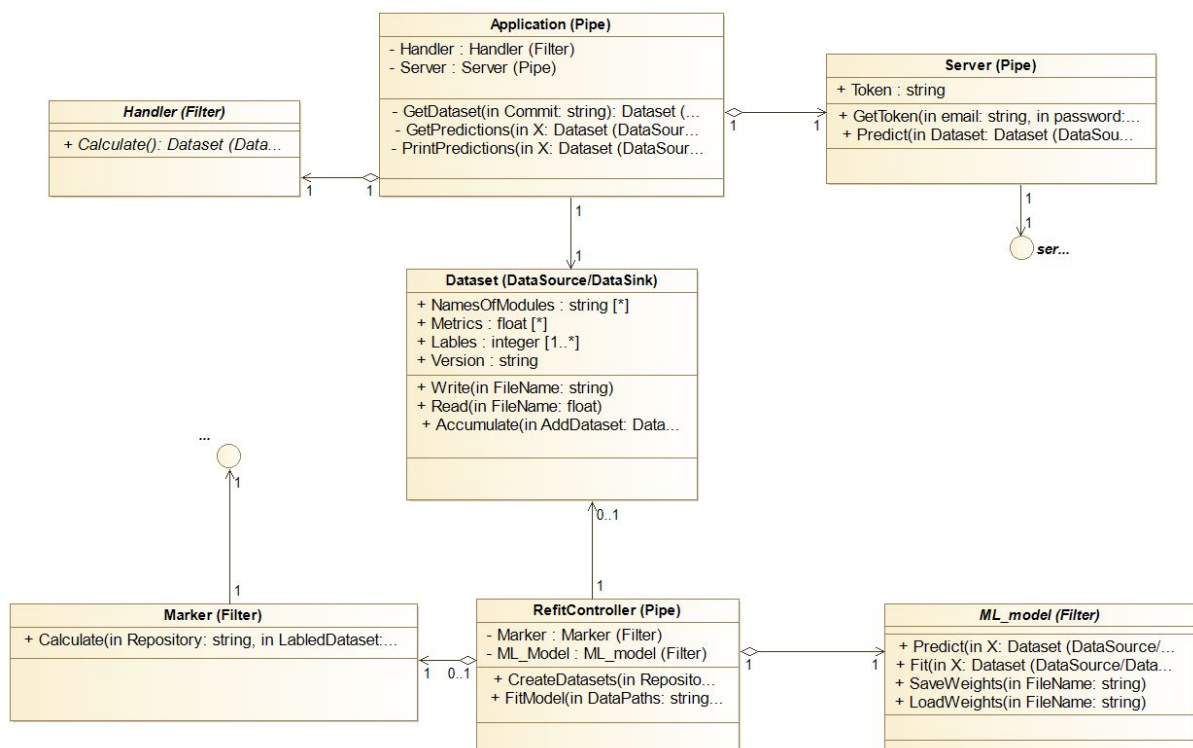 Application (Pipe)
- Handler : Handler (Filter)
- Server : Server (Pipe)
- GetDataset(in Commit: string): Dataset (...
- GetPredictions(in X: Dataset (DataSour...
- PrintPredictions(in X: Dataset (DataSour...
Server (Pipe)
+ Token : string
+ GetToken(in email: string, in password:...
+ Predict(in Dataset: Dataset (DataSou...
Handler (Filter)
+ Calculate(): Dataset (Data...
1
1
1
1
1
1
1
1
ser...
Dataset (DataSource/DataSink)
+ NamesOfModules : string [*]
+ Metrics : float [*]
+ Lables : integer [1..*]
+ Version : string
+ Write(in FileName: string)
+ Read(in FileName: float)
+ Accumulate(in AddDataset: Data...
...
1
1
0..1
1
Marker (Filter)
+ Calculate(in Repository: string, in LabledDataset:...
RefitController (Pipe)
- Marker : Marker (Filter)
- ML_Model : ML_model (Filter)
+ CreateDatasets(in Reposito...
+ FitModel(in DataPaths: string...
ML_model (Filter)
+ Predict(in X: Dataset (DataSource/...
+ Fit(in X: Dataset (DataSource/Data...
+ SaveWeights(in FileName: string)
+ LoadWeights(in FileName: string)
1
0..1
1
1